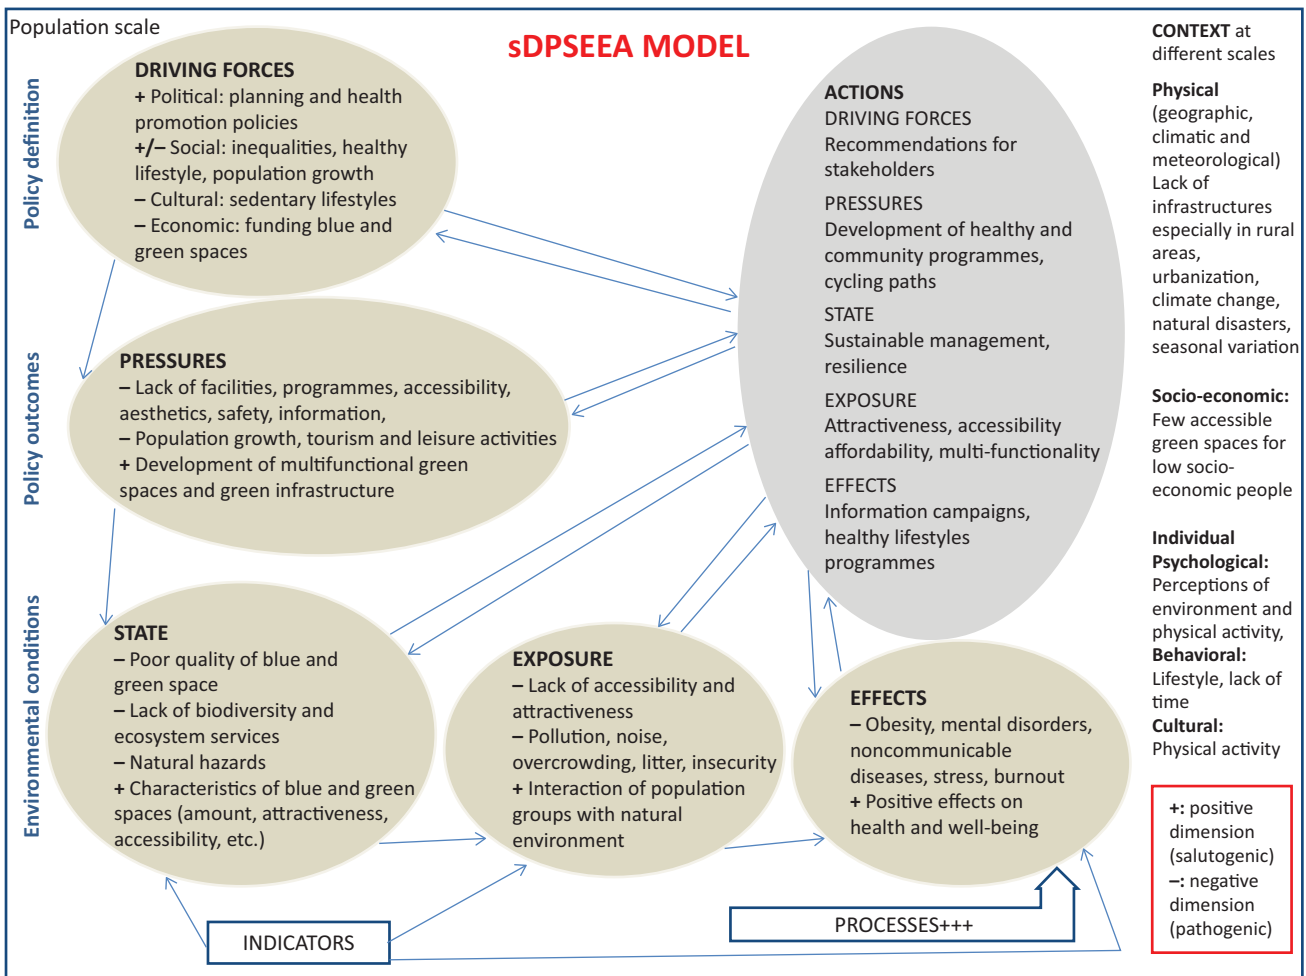 Population scale
sDPSEEA MODEL
Policy definition
Policy outcomes
Environmental conditions
DRIVING FORCES
+ Political: planning and health
promotion policies
+/– Social: inequalities, healthy
lifestyle, population growth
– Cultural: sedentary lifestyles
– Economic: funding blue and
green spaces
PRESSURES
– Lack of facilities, programmes, accessibility,
aesthetics, safety, information,
– Population growth, tourism and leisure activities
+ Development of multifunctional green
spaces and green infrastructure
STATE
– Poor quality of blue and
green space
– Lack of biodiversity and
ecosystem services
– Natural hazards
+ Characteristics of blue and green
spaces (amount, attractiveness,
accessibility, etc.)
EXPOSURE
– Lack of accessibility and
attractiveness
– Pollution, noise,
overcrowding, litter, insecurity
+ Interaction of population
groups with natural
environment
EFFECTS
– Obesity, mental disorders,
noncommunicable
diseases, stress, burnout
+ Positive effects on
health and well-being
ACTIONS
DRIVING FORCES
Recommendations for
stakeholders
PRESSURES
Development of healthy and
community programmes,
cycling paths
STATE
Sustainable management,
resilience
EXPOSURE
Attractiveness, accessibility
affordability, multi-functionality
EFFECTS
Information campaigns,
healthy lifestyles
programmes
INDICATORS
PROCESSES+++
CONTEXT at
different scales
Physical
(geographic,
climatic and
meteorological)
Lack of
infrastructures
especially in rural
areas,
urbanization,
climate change,
natural disasters,
seasonal variation
Socio-economic:
Few accessible
green spaces for
low socio-
economic people
Individual
Psychological:
Perceptions of
environment and
physical activity,
Behavioral:
Lifestyle, lack of
time
Cultural:
Physical activity
+: positive
dimension
(salutogenic)
–: negative
dimension
(pathogenic)